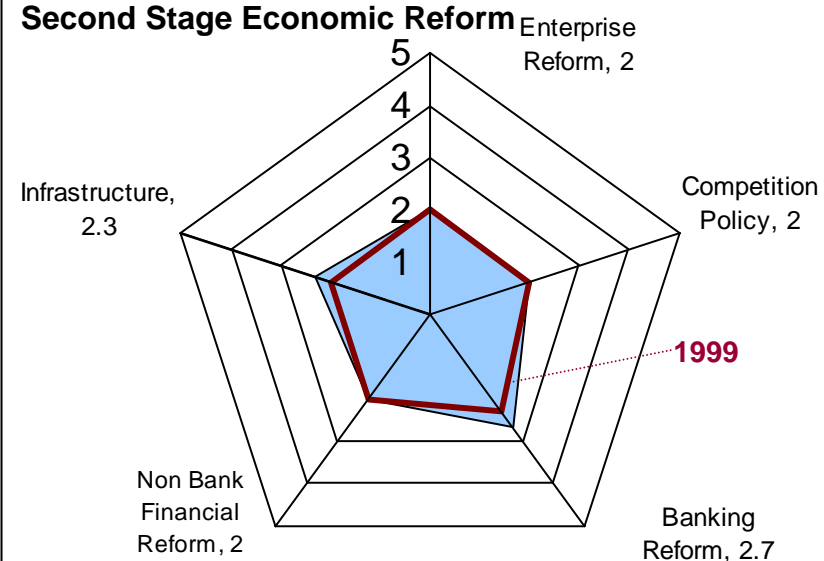 Second Stage Economic Reform
Enterprise
Reform, 2
5
4
3
2
1
Infrastructure,
2.3
Competition
Policy, 2
1999
Non Bank
Financial
Reform, 2
Banking
Reform, 2.7